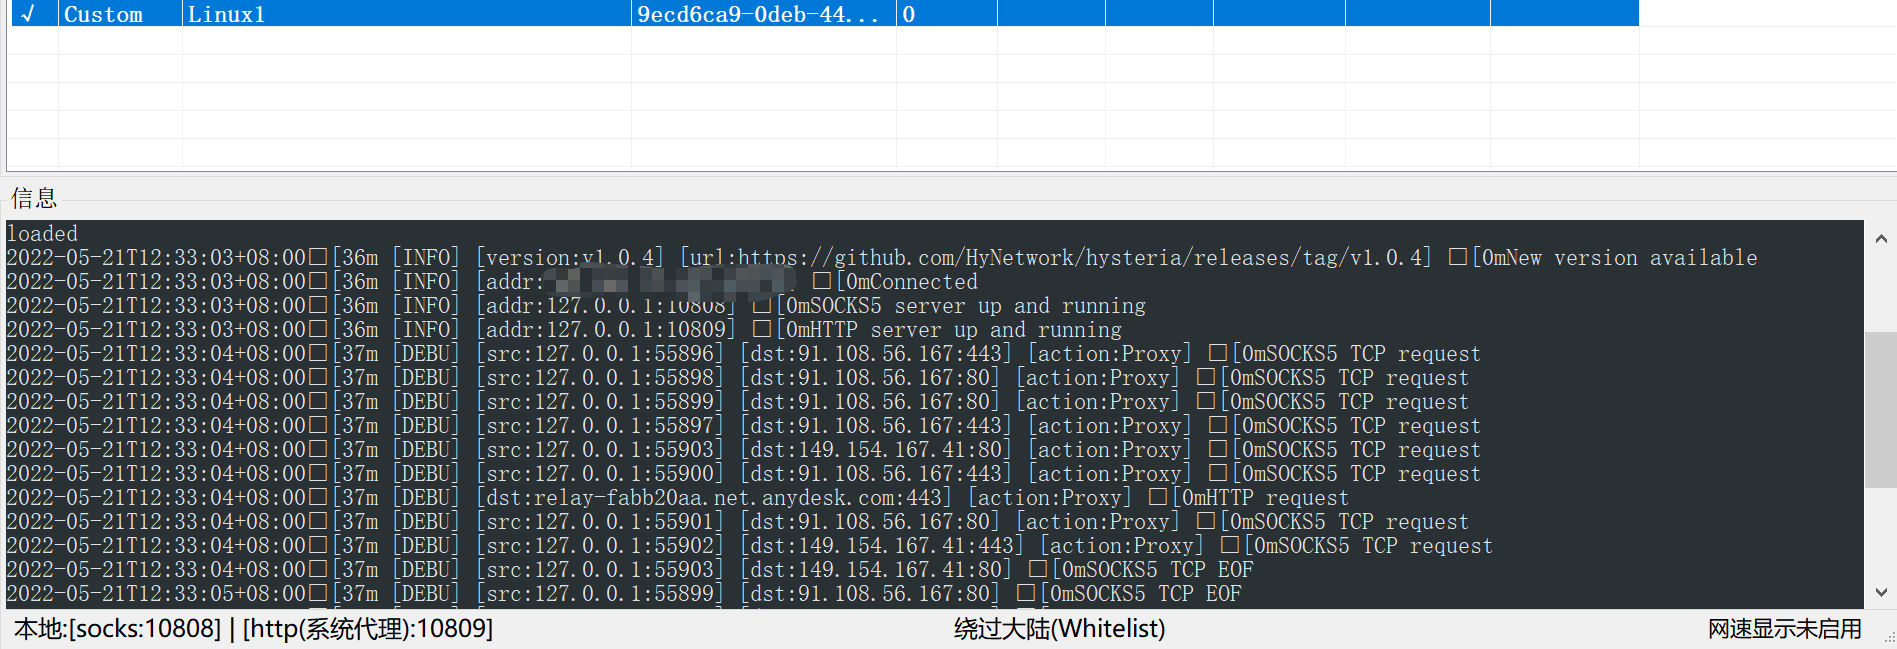 √ Custom Linux1 9ecd6ca9-0deb-44... 0
信息
loaded
2022-05-21T12:33:03+08:00□[36m [INFO] [version:v1.0.4] [url:https://github.com/HyNetwork/hysteria/releases/tag/v1.0.4] □[0mNew version available
2022-05-21T12:33:03+08:00□[36m [INFO] [addr: □[0mConnected
2022-05-21T12:33:03+08:00□[36m [INFO] [addr:127.0.0.1:10808] □[0mSOCKS5 server up and running
2022-05-21T12:33:03+08:00□[36m [INFO] [addr:127.0.0.1:10809] □[0mHTTP server up and running
2022-05-21T12:33:04+08:00□[37m [DEBU] [src:127.0.0.1:55896] [dst:91.108.56.167:443] [action:Proxy] □[0mSOCKS5 TCP request
2022-05-21T12:33:04+08:00□[37m [DEBU] [src:127.0.0.1:55898] [dst:91.108.56.167:80] [action:Proxy] □[0mSOCKS5 TCP request
2022-05-21T12:33:04+08:00□[37m [DEBU] [src:127.0.0.1:55899] [dst:91.108.56.167:80] [action:Proxy] □[0mSOCKS5 TCP request
2022-05-21T12:33:04+08:00□[37m [DEBU] [src:127.0.0.1:55897] [dst:91.108.56.167:443] [action:Proxy] □[0mSOCKS5 TCP request
2022-05-21T12:33:04+08:00□[37m [DEBU] [src:127.0.0.1:55903] [dst:149.154.167.41:80] [action:Proxy] □[0mSOCKS5 TCP request
2022-05-21T12:33:04+08:00□[37m [DEBU] [src:127.0.0.1:55900] [dst:91.108.56.167:443] [action:Proxy] □[0mSOCKS5 TCP request
2022-05-21T12:33:04+08:00□[37m [DEBU] [dst:relay-fabb20aa.net.anydesk.com:443] [action:Proxy] □[0mHTTP request
2022-05-21T12:33:04+08:00□[37m [DEBU] [src:127.0.0.1:55901] [dst:91.108.56.167:80] [action:Proxy] □[0mSOCKS5 TCP request
2022-05-21T12:33:04+08:00□[37m [DEBU] [src:127.0.0.1:55902] [dst:149.154.167.41:443] [action:Proxy] □[0mSOCKS5 TCP request
2022-05-21T12:33:04+08:00□[37m [DEBU] [src:127.0.0.1:55903] [dst:149.154.167.41:80] □[0mSOCKS5 TCP EOF
2022-05-21T12:33:05+08:00□[37m [DEBU] [src:127.0.0.1:55899] [dst:91.108.56.167:80] □[0mSOCKS5 TCP EOF
本地:[socks:10808] | [http(系统代理):10809] 绕过大陆(Whitelist) 网速显示未启用